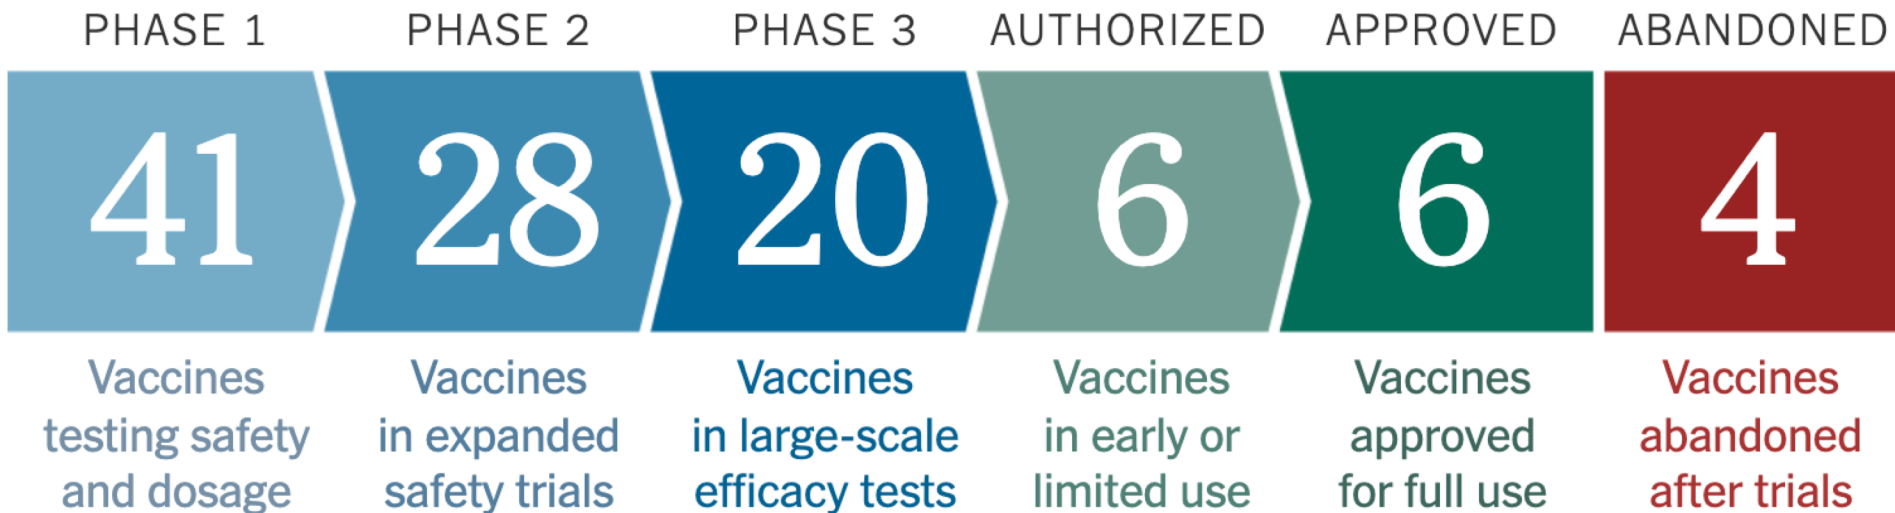 PHASE 1 PHASE 2 PHASE 3 AUTHORIZED APPROVED ABANDONED
41 28 20 6 6 4
Vaccines Vaccines Vaccines Vaccines Vaccines Vaccines
testing safety in expanded in large-scale in early or approved abandoned
and dosage safety trials efficacy tests limited use for full use after trials